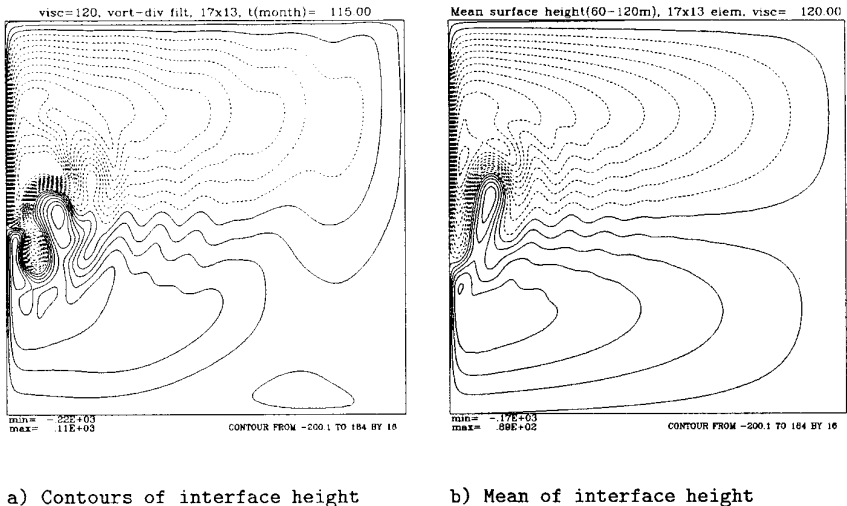 visc=120, vort-div filt, 17x13, t(month)= 115.00
Mean surface height(60-120m), 17x13 elem, visc= 120.00
min= -.22E+03
max= .11E+03
CONTOUR FROM -200.1 TO 184 BY 16
min= -.17E+03
max= .89E+02
CONTOUR FROM -200.1 TO 184 BY 16
a) Contours of interface height
b) Mean of interface height